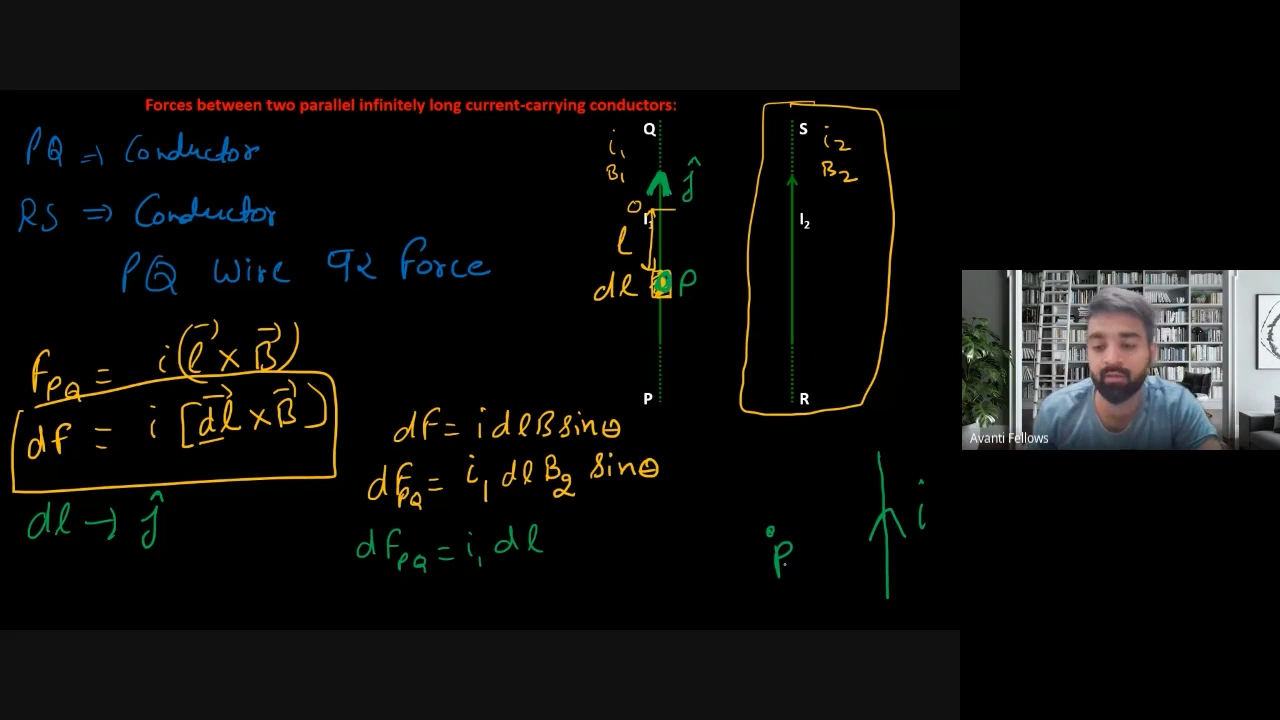 Forces between two parallel infinitely long current-carrying conductors:
PQ ⇒ Conductor
RS ⇒ Conductor
PQ wire पर force
F_PQ = i(l⃗ × B⃗)
dF = i [d⃗l × B⃗]
dl → ĵ
dF = i dl B sinθ
dF_PQ = i₁ dl B₂ sinθ
dF_PQ = i₁ dl
Q
i₁
B₁
ĵ
O
l
dl
P
P
S
i₂
B₂
I₂
R
P
i
Avanti Fellows